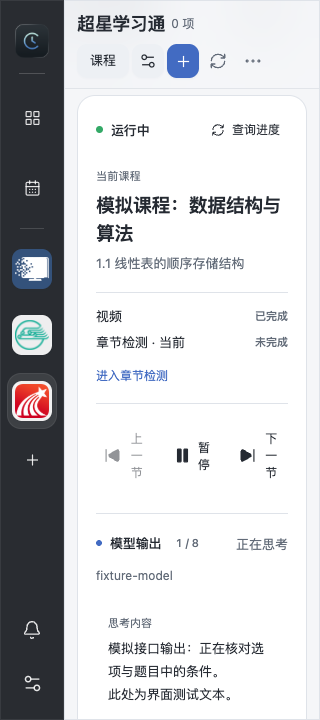 超星学习通 0 项
课程
运行中 查询进度
当前课程
模拟课程：数据结构与
算法
1.1 线性表的顺序存储结构
视频 已完成
章节检测 · 当前 未完成
进入章节检测
上一节 暂停 下一节
模型输出 1 / 8 正在思考
fixture-model
思考内容
模拟接口输出：正在核对选
项与题目中的条件。
此处为界面测试文本。